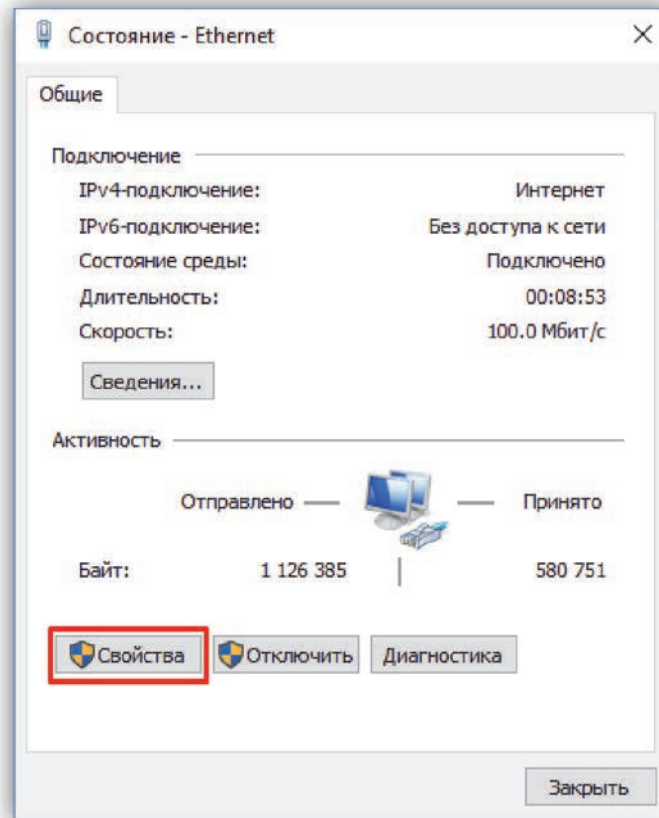 Состояние - Ethernet
Общие
Подключение
IPv4-подключение: Интернет
IPv6-подключение: Без доступа к сети
Состояние среды: Подключено
Длительность: 00:08:53
Скорость: 100.0 Мбит/с
Сведения...
Активность
Отправлено — Принято
Байт: 1 126 385 | 580 751
Свойства Отключить Диагностика
Закрыть